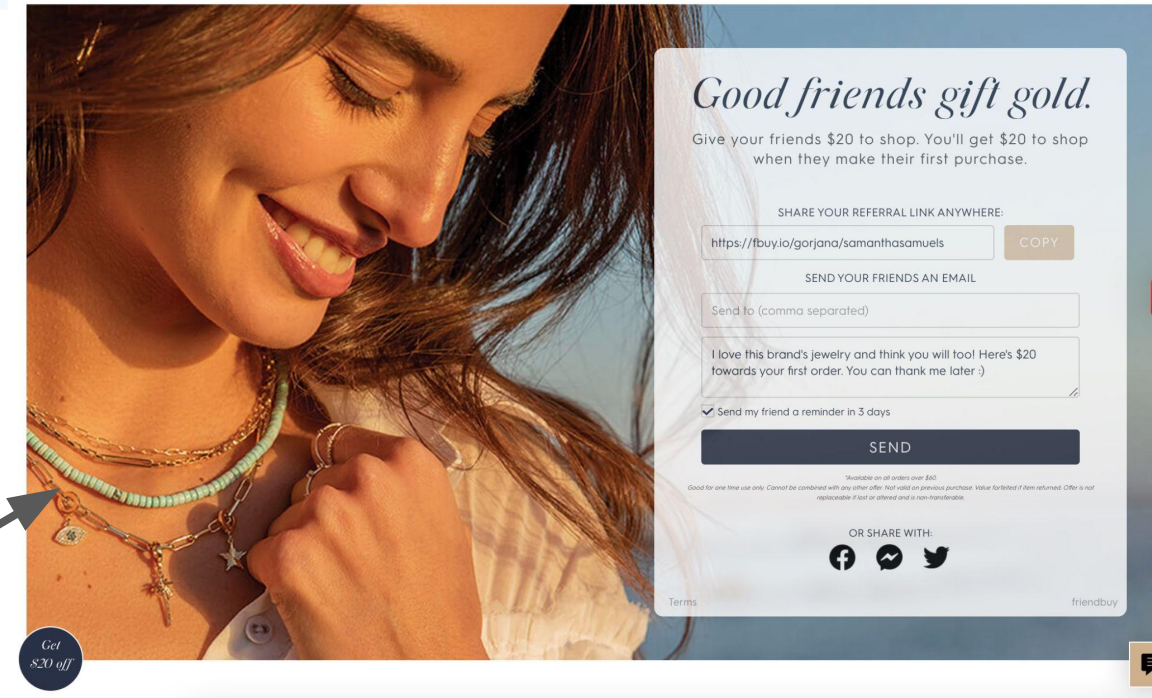 Good friends gift gold.
Give your friends $20 to shop. You'll get $20 to shop
when they make their first purchase.
SHARE YOUR REFERRAL LINK ANYWHERE:
https://fbuy.io/gorjana/samanthasamuels
COPY
SEND YOUR FRIENDS AN EMAIL
Send to (comma separated)
I love this brand's jewelry and think you will too! Here's $20
towards your first order. You can thank me later :)
Send my friend a reminder in 3 days
SEND
*Available on all orders over $60.
Good for one time use only. Cannot be combined with any other offer. Not valid on previous purchase. Value forfeited if item returned. Offer is not
replaceable if lost or altered and is non-transferable.
OR SHARE WITH:
Terms
friendbuy
Get
$20 off